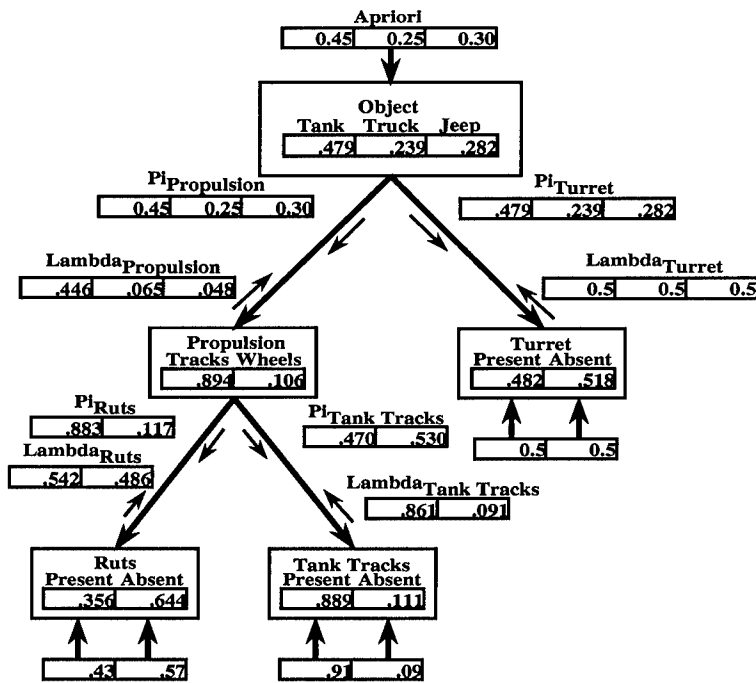 Apriori
0.45 0.25 0.30
Object
Tank Truck Jeep
.479 .239 .282
PiPropulsion
0.45 0.25 0.30
PiTurret
.479 .239 .282
LambdaPropulsion
.446 .065 .048
LambdaTurret
0.5 0.5 0.5
Propulsion
Tracks Wheels
.894 .106
Turret
Present Absent
.482 .518
PiRuts
.883 .117
PiTank Tracks
.470 .530
0.5 0.5
LambdaRuts
.542 .486
LambdaTank Tracks
.861 .091
Ruts
Present Absent
.356 .644
Tank Tracks
Present Absent
.889 .111
.43 .57
.91 .09